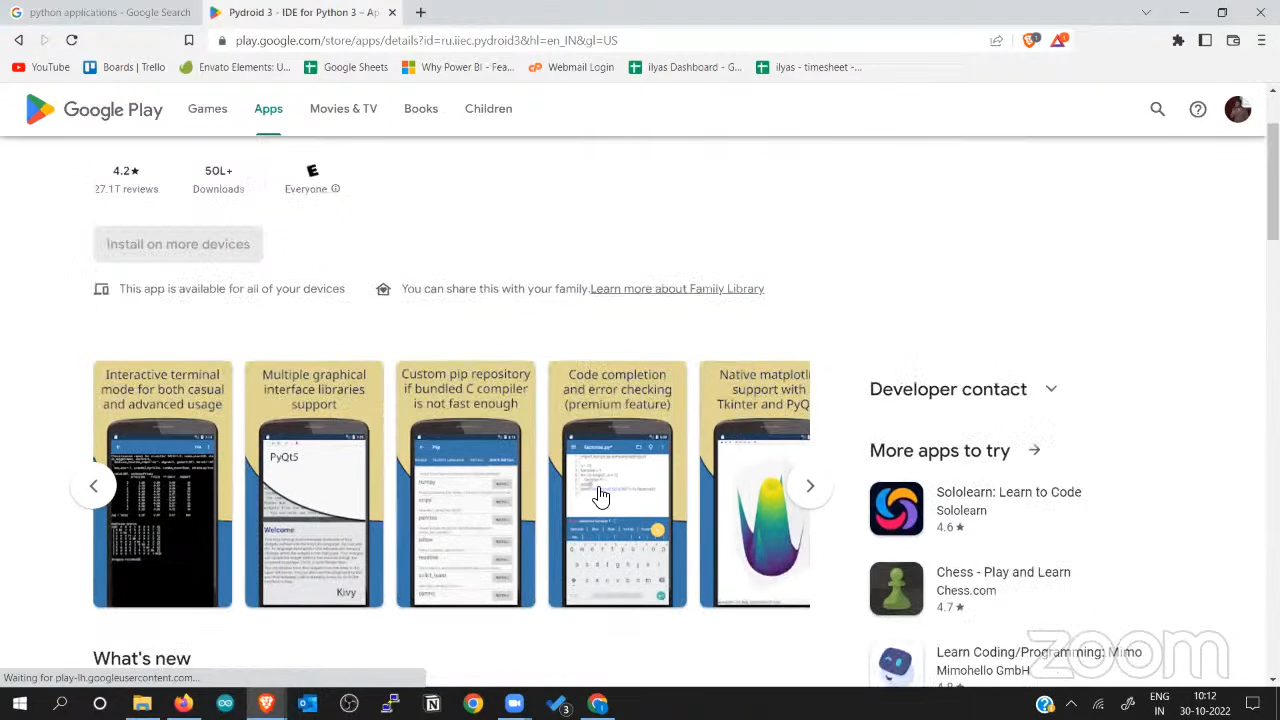 python applications - Google Search
Pydroid 3 - IDE for Python 3 - A
play.google.com/store/apps/details?id=ru.iiec.pydroid3&hl=en_IN&gl=US
YouTube
Boards | Trello
Envato Elements: U...
Google Sheets
Why Power BI - Fea...
Webmail Login
ilyas Dashboard - G...
ilyas - timesheet -...
Google Play
Games
Apps
Movies & TV
Books
Children
4.2★
50L+
27.1T reviews
Downloads
Everyone
Install on more devices
This app is available for all of your devices
You can share this with your family. Learn more about Family Library
Interactive terminal
mode for both casual
and advanced usage
Multiple graphical
interface libraries
support
PyQt5
Welcome
Kivy
Custom pip repository
if bundled C compiler
is not fast enough
Pip
numpy
scipy
Code completion
and error checking
(premium feature)
Native matplotli
support with
Tkinter and PyQ
Developer contact
More apps to try
Sololearn: Learn to Code
Sololearn
4.6★
Chess - Play and Learn
Chess.com
4.7★
Learn Coding/Programming: Mimo
Mimohello GmbH
What's new
zoom
Waiting for play-lh.googleusercontent.com...
ENG
IN
10:12
30-10-2022